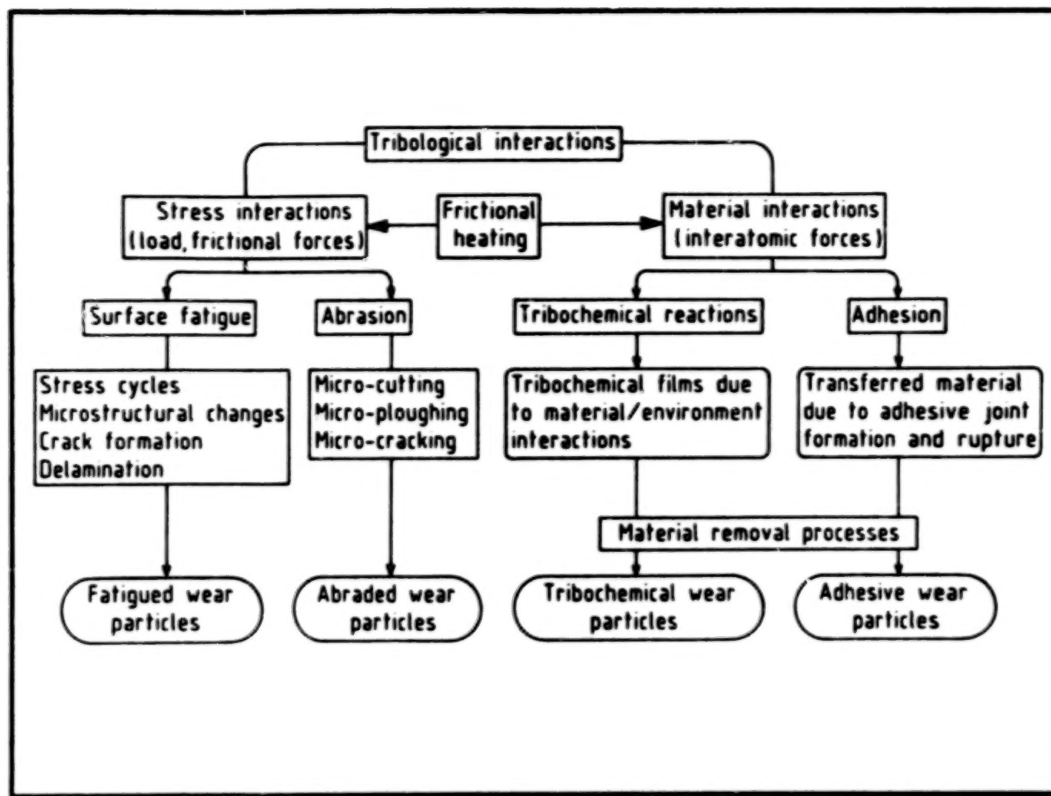 Tribological interactions
Stress interactions
(load, frictional forces)
Frictional
heating
Material interactions
(interatomic forces)
Surface fatigue
Abrasion
Tribochemical reactions
Adhesion
Stress cycles
Microstructural changes
Crack formation
Delamination
Micro-cutting
Micro-ploughing
Micro-cracking
Tribochemical films due
to material/environment
interactions
Transferred material
due to adhesive joint
formation and rupture
Material removal processes
Fatigued wear
particles
Abraded wear
particles
Tribochemical wear
particles
Adhesive wear
particles